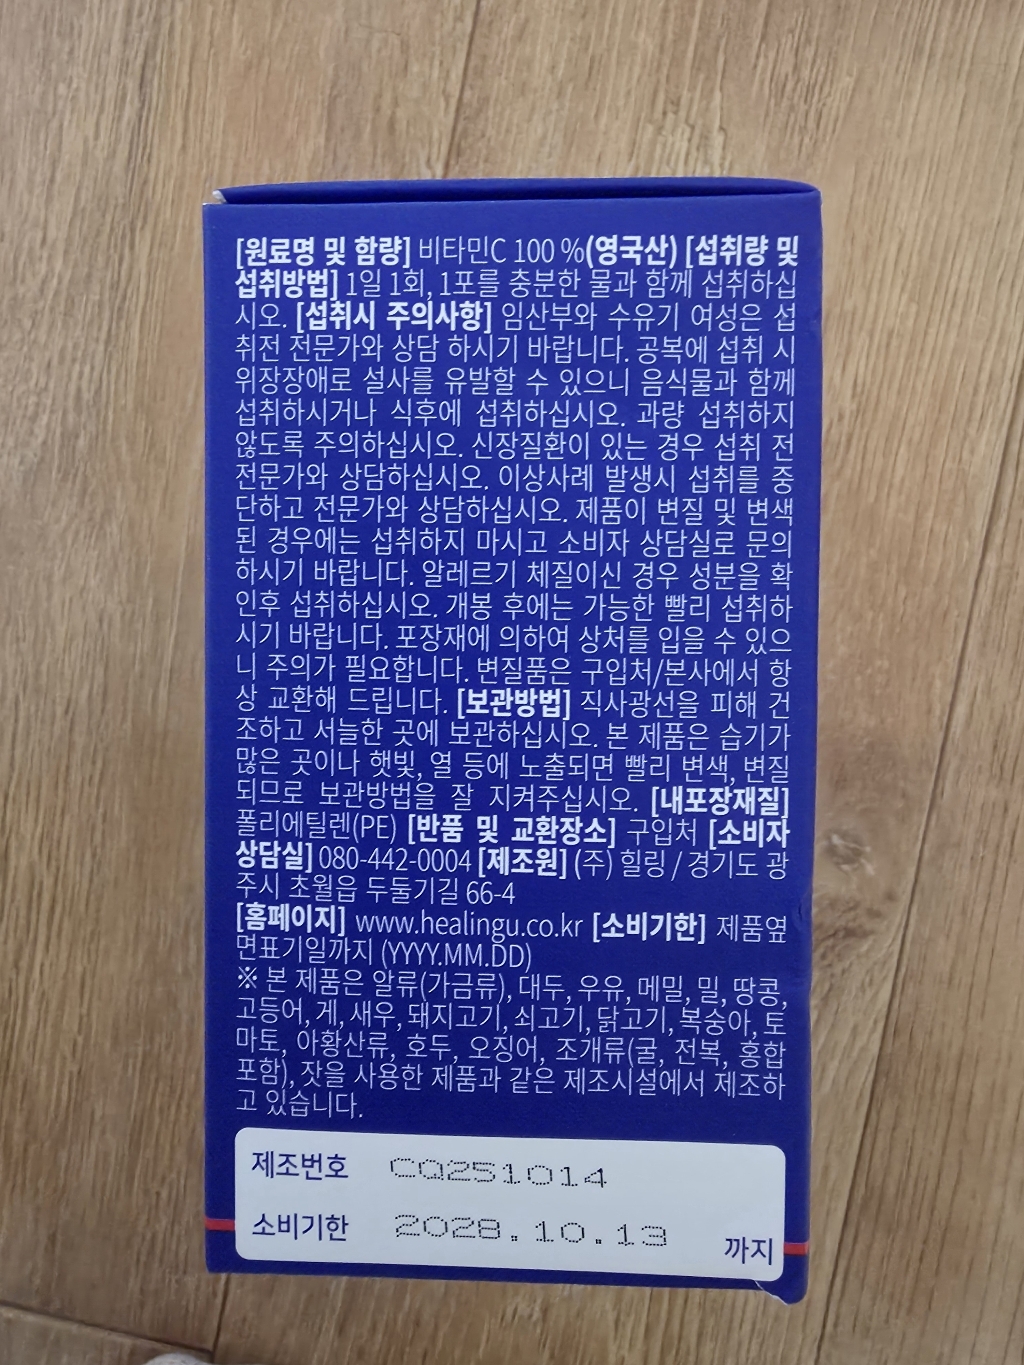 [원료명 및 함량] 비타민C 100 %(영국산) [섭취량 및
섭취방법] 1일 1회, 1포를 충분한 물과 함께 섭취하십
시오. [섭취시 주의사항] 임산부와 수유기 여성은 섭
취전 전문가와 상담 하시기 바랍니다. 공복에 섭취 시
위장장애로 설사를 유발할 수 있으니 음식물과 함께
섭취하시거나 식후에 섭취하십시오. 과량 섭취하지
않도록 주의하십시오. 신장질환이 있는 경우 섭취 전
전문가와 상담하십시오. 이상사례 발생시 섭취를 중
단하고 전문가와 상담하십시오. 제품이 변질 및 변색
된 경우에는 섭취하지 마시고 소비자 상담실로 문의
하시기 바랍니다. 알레르기 체질이신 경우 성분을 확
인후 섭취하십시오. 개봉 후에는 가능한 빨리 섭취하
시기 바랍니다. 포장재에 의하여 상처를 입을 수 있으
니 주의가 필요합니다. 변질품은 구입처/본사에서 항
상 교환해 드립니다. [보관방법] 직사광선을 피해 건
조하고 서늘한 곳에 보관하십시오. 본 제품은 습기가
많은 곳이나 햇빛, 열 등에 노출되면 빨리 변색, 변질
되므로 보관방법을 잘 지켜주십시오. [내포장재질]
폴리에틸렌(PE) [반품 및 교환장소] 구입처 [소비자
상담실] 080-442-0004 [제조원] (주) 힐링 / 경기도 광
주시 초월읍 두둘기길 66-4
[홈페이지] www.healingu.co.kr [소비기한] 제품옆
면표기일까지 (YYYY.MM.DD)
※ 본 제품은 알류(가금류), 대두, 우유, 메밀, 밀, 땅콩,
고등어, 게, 새우, 돼지고기, 쇠고기, 닭고기, 복숭아, 토
마토, 아황산류, 호두, 오징어, 조개류(굴, 전복, 홍합
포함), 잣을 사용한 제품과 같은 제조시설에서 제조하
고 있습니다.
제조번호 CQ251014
소비기한 2028.10.13 까지